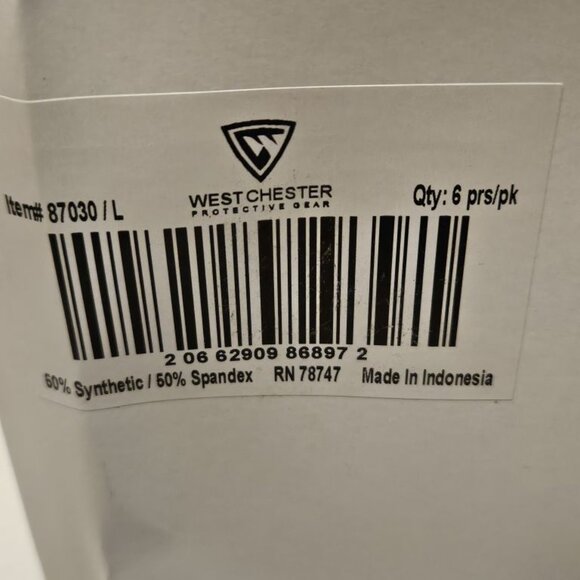 W
WEST CHESTER
PROTECTIVE GEAR
Item# 87030 / L
Qty: 6 prs/pk
2 06 62909 86897 2
50% Synthetic / 50% Spandex RN 78747 Made In Indonesia